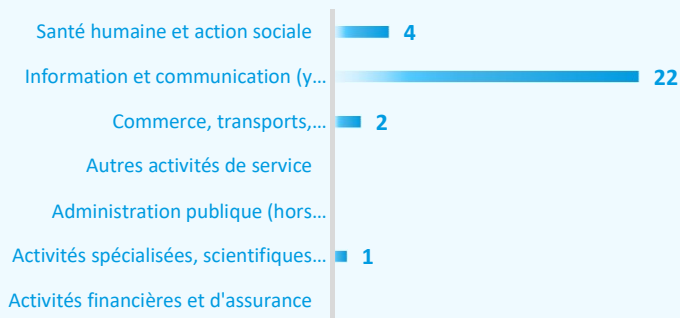 Santé humaine et action sociale 4
Information et communication (y... 22
Commerce, transports,... 2
Autres activités de service
Administration publique (hors...
Activités spécialisées, scientifiques... 1
Activités financières et d'assurance